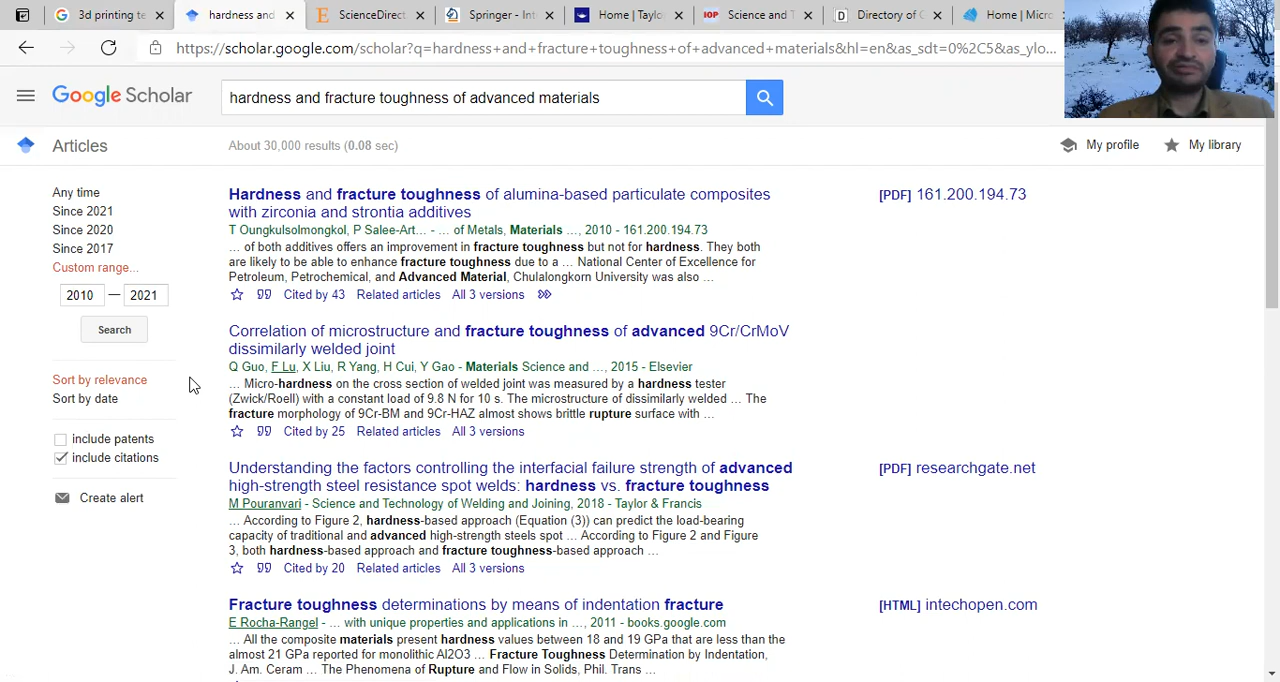 3d printing te
hardness and
ScienceDirect
Springer - Int
Home | Taylo
IOP Science and T
Directory of O
Home | Micro
https://scholar.google.com/scholar?q=hardness+and+fracture+toughness+of+advanced+materials&hl=en&as_sdt=0%2C5&as_ylo...
Google Scholar
hardness and fracture toughness of advanced materials
Articles
About 30,000 results (0.08 sec)
My profile
My library
Any time
Since 2021
Since 2020
Since 2017
Custom range...
2010 — 2021
Search
Sort by relevance
Sort by date
include patents
include citations
Create alert
Hardness and fracture toughness of alumina-based particulate composites
with zirconia and strontia additives
[PDF] 161.200.194.73
T Oungkulsolmongkol, P Salee-Art... - ... of Metals, Materials ..., 2010 - 161.200.194.73
... of both additives offers an improvement in fracture toughness but not for hardness. They both
are likely to be able to enhance fracture toughness due to a ... National Center of Excellence for
Petroleum, Petrochemical, and Advanced Material, Chulalongkorn University was also ...
Cited by 43 Related articles All 3 versions
Correlation of microstructure and fracture toughness of advanced 9Cr/CrMoV
dissimilarly welded joint
Q Guo, F Lu, X Liu, R Yang, H Cui, Y Gao - Materials Science and ..., 2015 - Elsevier
... Micro-hardness on the cross section of welded joint was measured by a hardness tester
(Zwick/Roell) with a constant load of 9.8 N for 10 s. The microstructure of dissimilarly welded ... The
fracture morphology of 9Cr-BM and 9Cr-HAZ almost shows brittle rupture surface with ...
Cited by 25 Related articles All 3 versions
Understanding the factors controlling the interfacial failure strength of advanced
high-strength steel resistance spot welds: hardness vs. fracture toughness
[PDF] researchgate.net
M Pouranvari - Science and Technology of Welding and Joining, 2018 - Taylor & Francis
... According to Figure 2, hardness-based approach (Equation (3)) can predict the load-bearing
capacity of traditional and advanced high-strength steels spot ... According to Figure 2 and Figure
3, both hardness-based approach and fracture toughness-based approach ...
Cited by 20 Related articles All 3 versions
Fracture toughness determinations by means of indentation fracture
[HTML] intechopen.com
E Rocha-Rangel - ... with unique properties and applications in ..., 2011 - books.google.com
... All the composite materials present hardness values between 18 and 19 GPa that are less than the
almost 21 GPa reported for monolithic Al2O3 ... Fracture Toughness Determination by Indentation,
J. Am. Ceram ... The Phenomena of Rupture and Flow in Solids, Phil. Trans ...